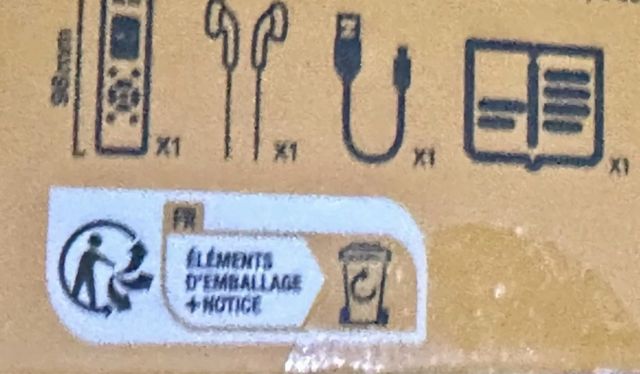 98mm
X1
X1
X1
X1
FR
ÉLÉMENTS
D'EMBALLAGE
+NOTICE